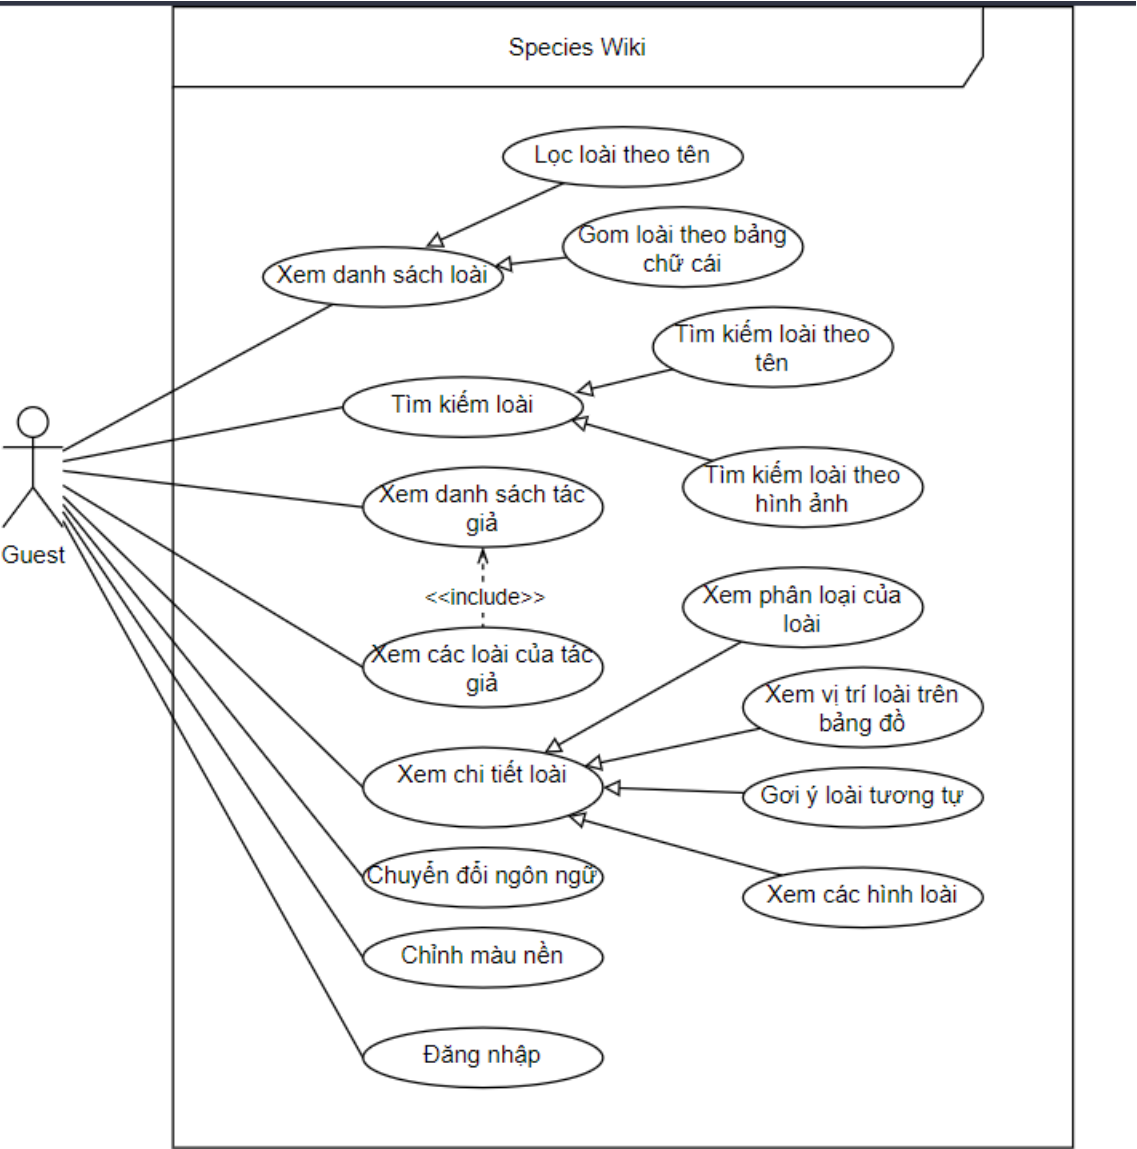 Species Wiki
Lọc loài theo tên
Gom loài theo bảng
chữ cái
Xem danh sách loài
Tìm kiếm loài theo
tên
Tìm kiếm loài
Tìm kiếm loài theo
hình ảnh
Xem danh sách tác
giả
Guest
<<include>>
Xem phân loại của
loài
Xem các loài của tác
giả
Xem vị trí loài trên
bảng đồ
Xem chi tiết loài
Gơi ý loài tương tự
Chuyển đổi ngôn ngữ
Xem các hình loài
Chỉnh màu nền
Đăng nhập